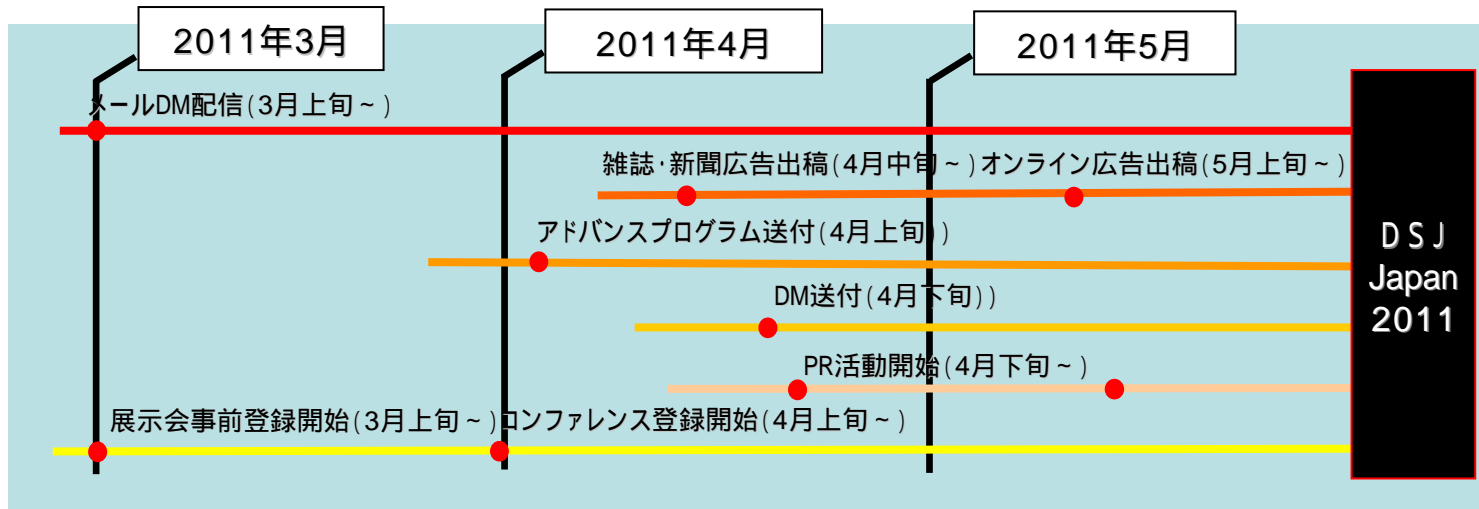 2011年3月
2011年4月
2011年5月
メールDM配信(3月上旬~)
雑誌・新聞広告出稿(4月中旬~)オンライン広告出稿(5月上旬~)
アドバンスプログラム送付(4月上旬))
DM送付(4月下旬))
PR活動開始(4月下旬~)
展示会事前登録開始(3月上旬~)コンファレンス登録開始(4月上旬~)
DSJ
Japan
2011